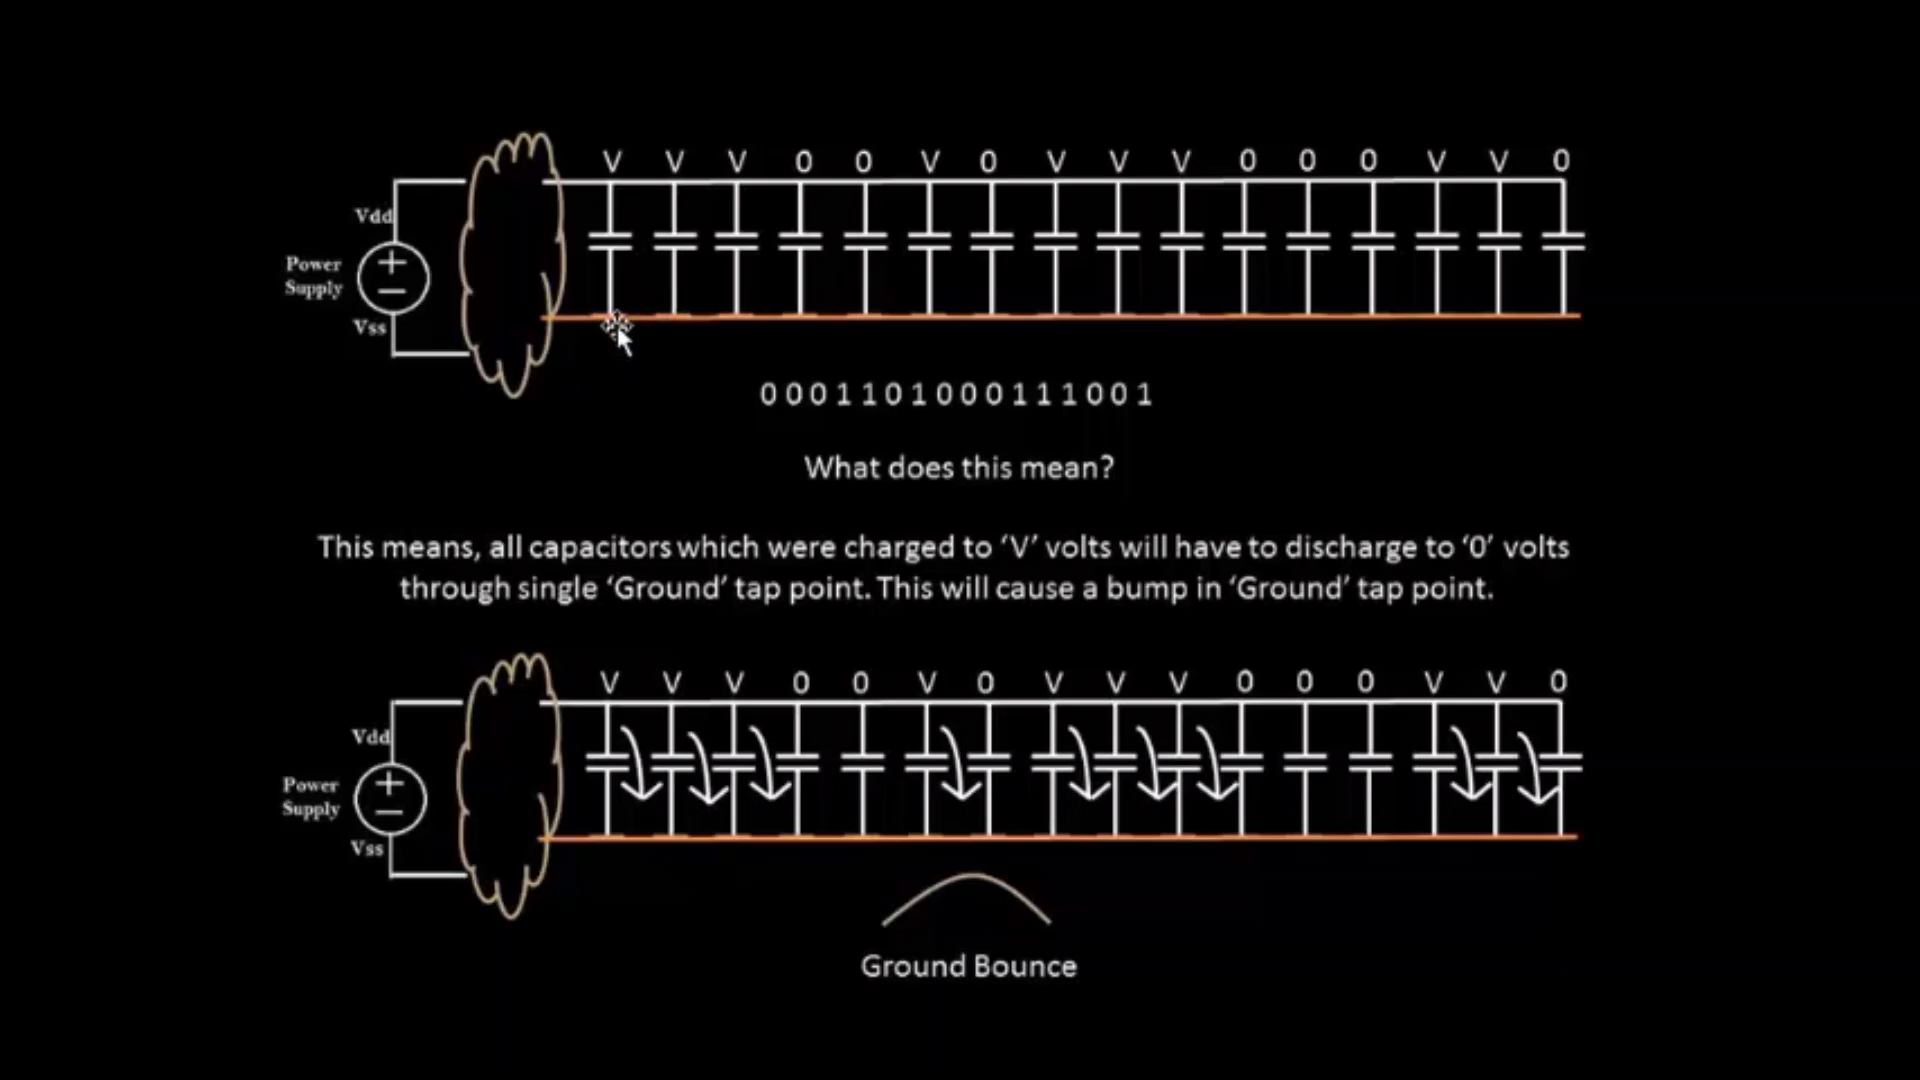 V V V 0 0 V 0 V V V 0 0 0 V V 0
Vdd
Power
Supply
Vss
0 0 0 1 1 0 1 0 0 0 1 1 1 0 0 1
What does this mean?
This means, all capacitors which were charged to ‘V’ volts will have to discharge to ‘0’ volts
through single ‘Ground’ tap point. This will cause a bump in ‘Ground’ tap point.
V V V 0 0 V 0 V V V 0 0 0 V V 0
Vdd
Power
Supply
Vss
Ground Bounce